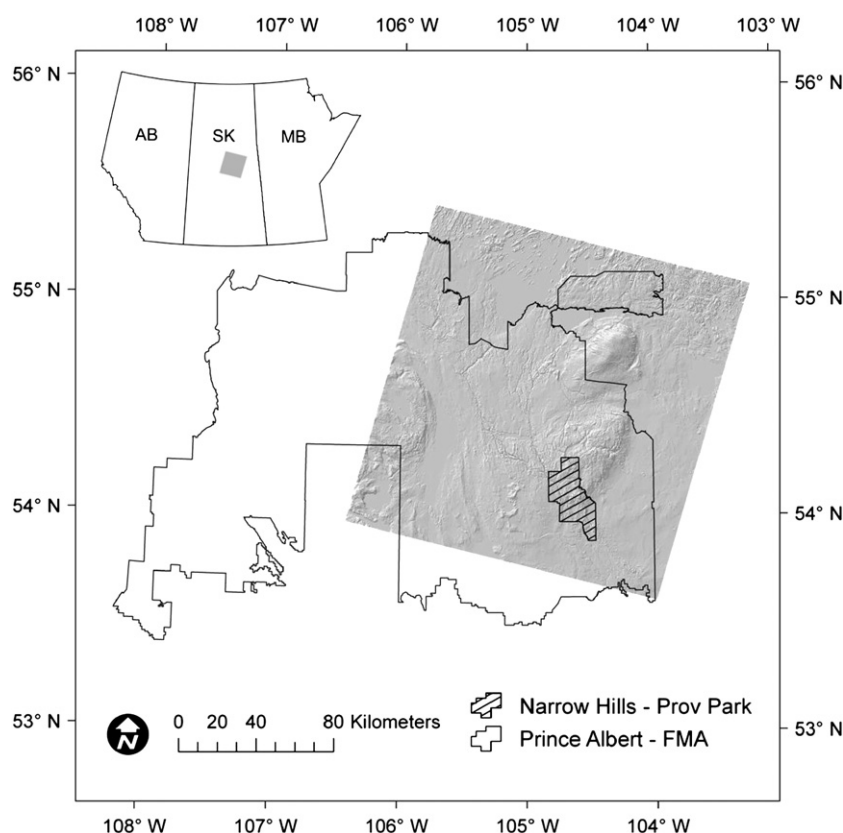 108° W 107° W 106° W 105° W 104° W 103° W
56° N 56° N
AB SK MB
55° N 55° N
54° N 54° N
53° N 53° N
Narrow Hills - Prov Park
Prince Albert - FMA
N
0 20 40 80 Kilometers
108° W 107° W 106° W 105° W 104° W